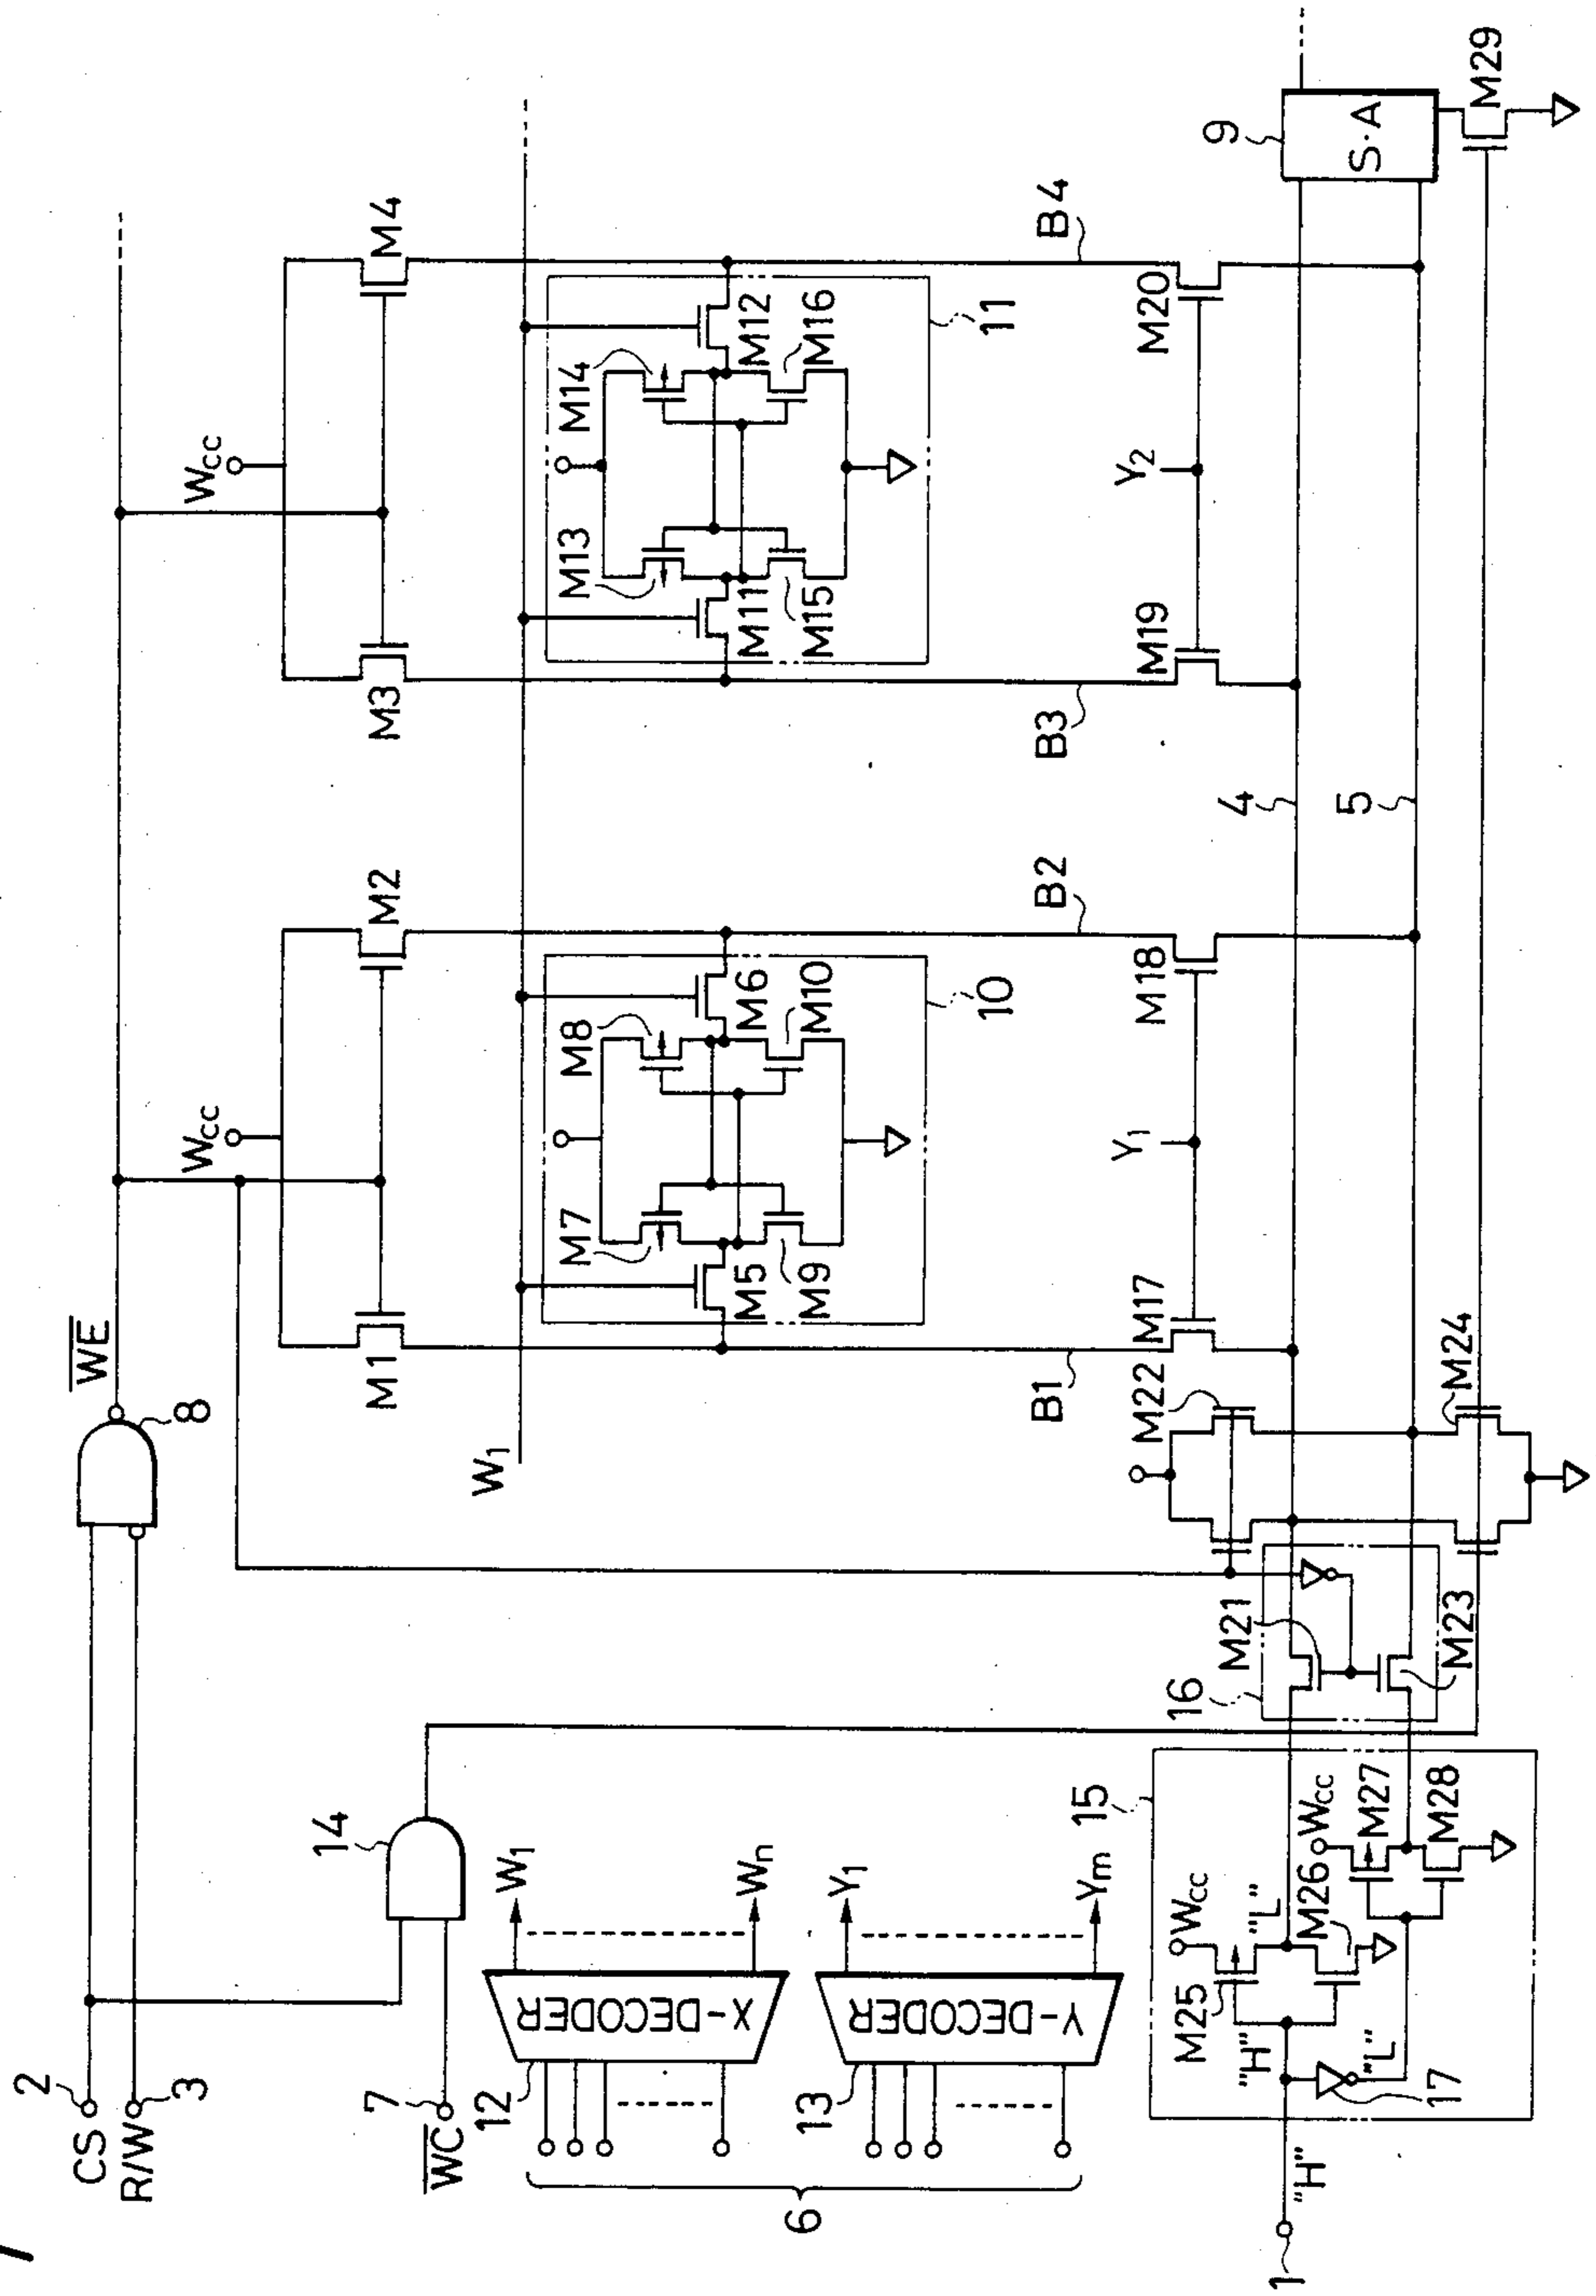 CS 2
R/W 3
8
WE
7
WC
14
12
X-DECODER
W1
Wn
13
Y-DECODER
Y1
Ym
6
1
"H"
15
Wcc
M25
"H"
"L"
M26
Wcc
M27
M28
17
"L"
16
M21
M23
M22
M24
Wcc
M1
M2
W1
M7
M8
M5
M6
M9
M10
10
B1
B2
M17
Y1
M18
4
5
Wcc
M3
M4
M13
M14
M11
M12
M15
M16
11
B3
B4
M19
Y2
M20
9
S·A
M29